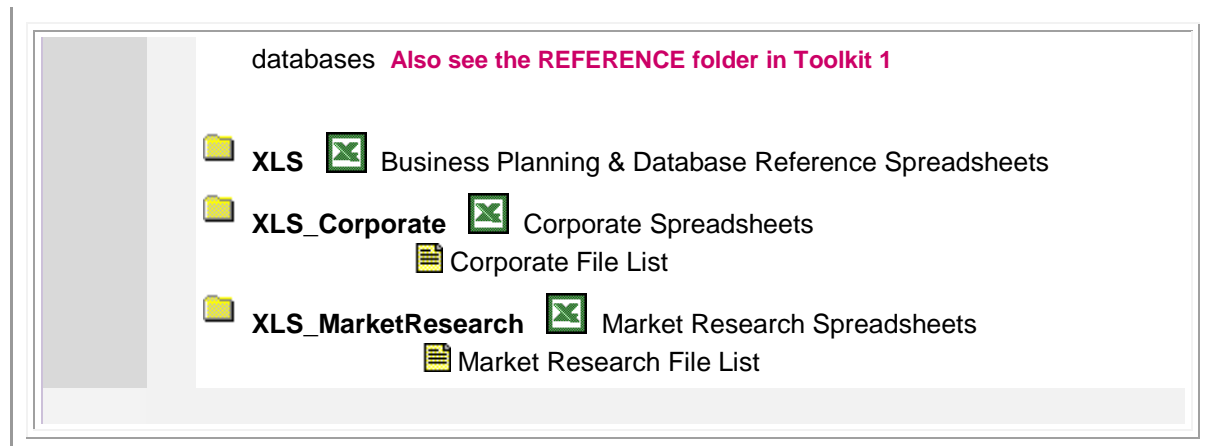 databases Also see the REFERENCE folder in Toolkit 1
XLS Business Planning & Database Reference Spreadsheets
XLS_Corporate Corporate Spreadsheets
Corporate File List
XLS_MarketResearch Market Research Spreadsheets
Market Research File List